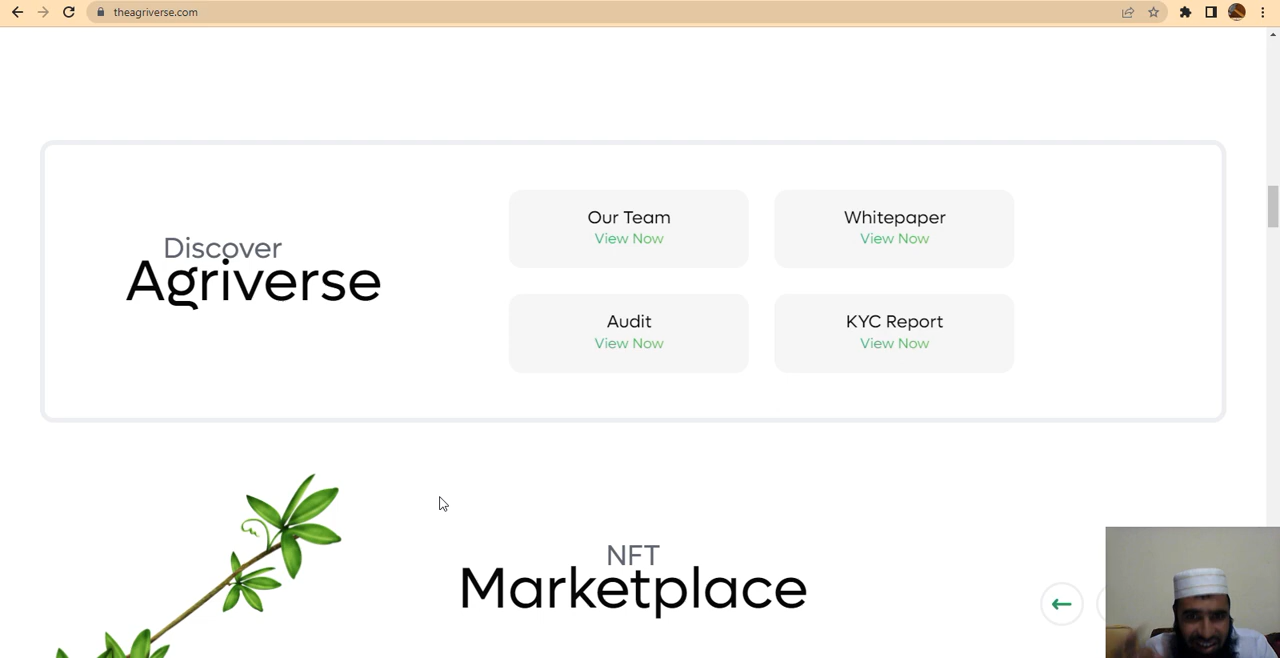 theagriverse.com
Discover
Agriverse
Our Team
View Now
Whitepaper
View Now
Audit
View Now
KYC Report
View Now
NFT
Marketplace